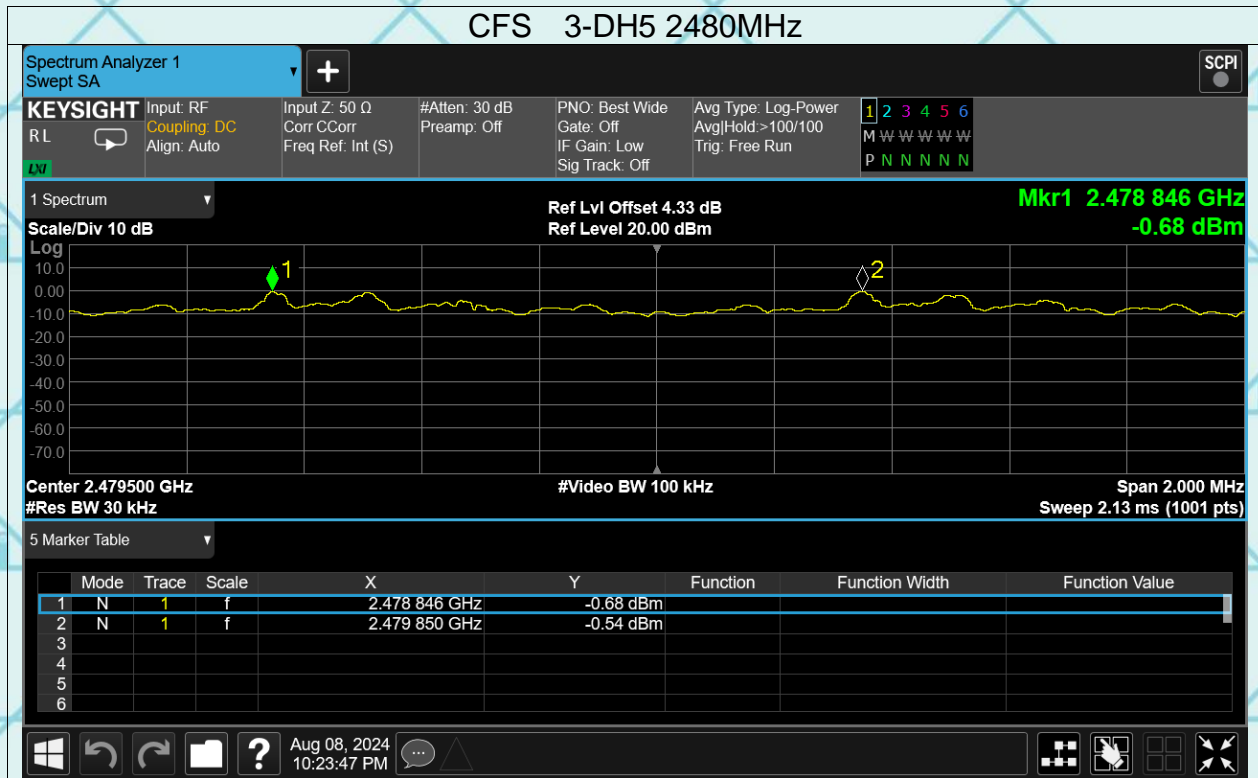 CFS 3-DH5 2480MHz
Spectrum Analyzer 1
Swept SA
SCPI
KEYSIGHT
RL
LXI
Input: RF
Coupling: DC
Align: Auto
Input Z: 50 Ω
Corr CCorr
Freq Ref: Int (S)
#Atten: 30 dB
Preamp: Off
PNO: Best Wide
Gate: Off
IF Gain: Low
Sig Track: Off
Avg Type: Log-Power
Avg|Hold:>100/100
Trig: Free Run
1 2 3 4 5 6
M W W W W W
P N N N N N
1 Spectrum
Scale/Div 10 dB
Ref Lvl Offset 4.33 dB
Ref Level 20.00 dBm
Mkr1 2.478 846 GHz
-0.68 dBm
Log
10.0
0.00
-10.0
-20.0
-30.0
-40.0
-50.0
-60.0
-70.0
1
2
Center 2.479500 GHz
#Res BW 30 kHz
#Video BW 100 kHz
Span 2.000 MHz
Sweep 2.13 ms (1001 pts)
5 Marker Table
Mode Trace Scale X Y Function Function Width Function Value
1 N 1 f 2.478 846 GHz -0.68 dBm
2 N 1 f 2.479 850 GHz -0.54 dBm
3
4
5
6
?
Aug 08, 2024
10:23:47 PM